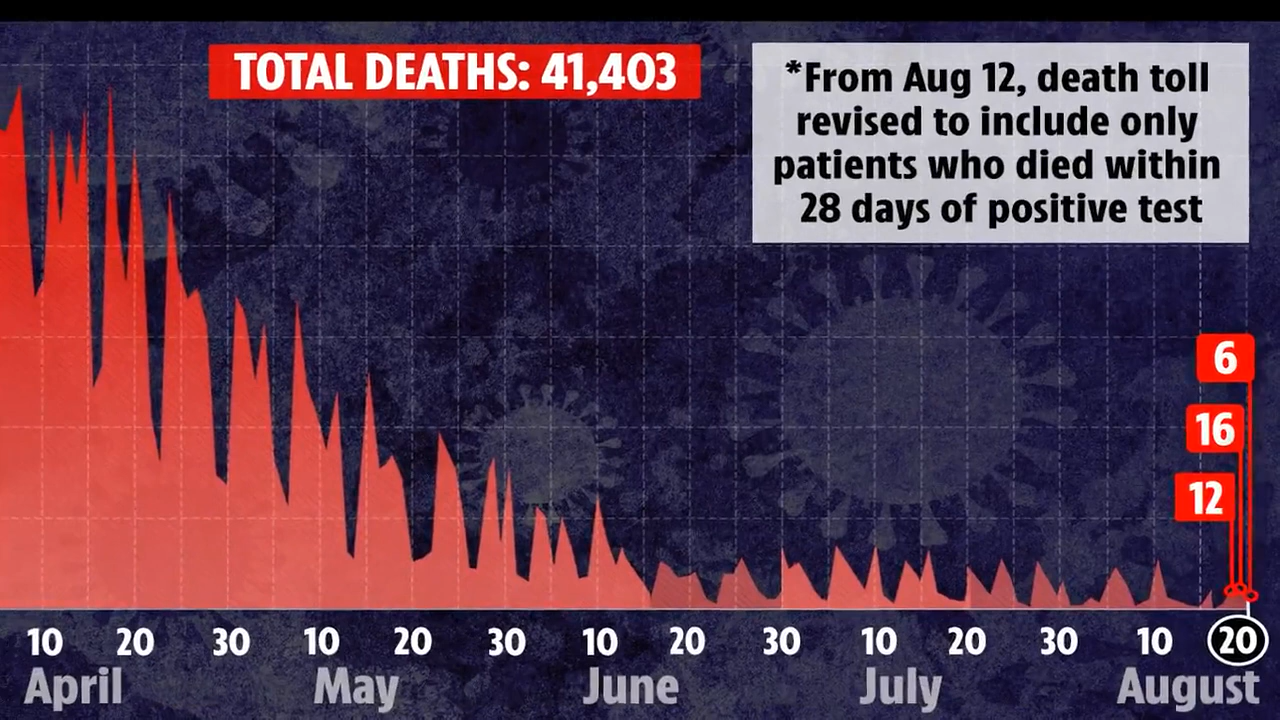 TOTAL DEATHS: 41,403
*From Aug 12, death toll
revised to include only
patients who died within
28 days of positive test
6
16
12
10 20 30 10 20 30 10 20 30 10 20 30 10 20
April May June July August